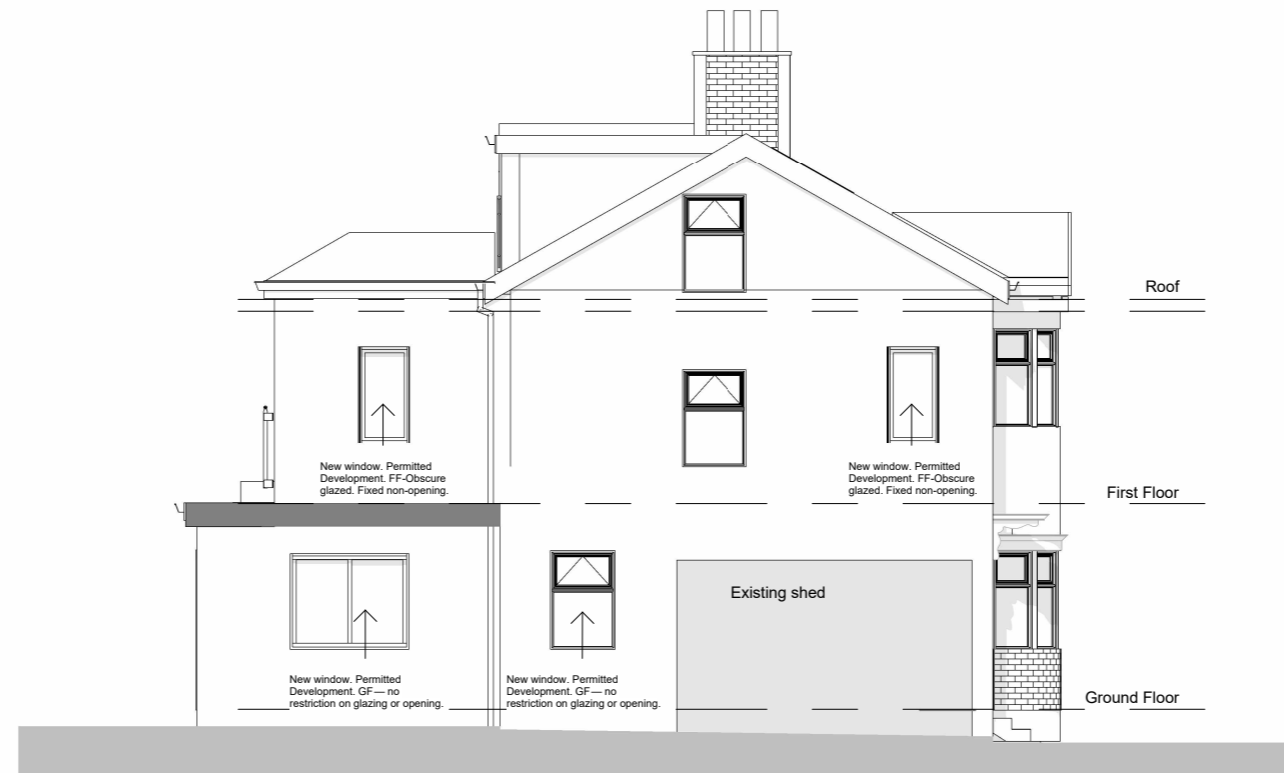 Roof
New window. Permitted
Development. FF-Obscure
glazed. Fixed non-opening.
New window. Permitted
Development. FF-Obscure
glazed. Fixed non-opening.
First Floor
Existing shed
New window. Permitted
Development. GF— no
restriction on glazing or opening.
New window. Permitted
Development. GF— no
restriction on glazing or opening.
Ground Floor